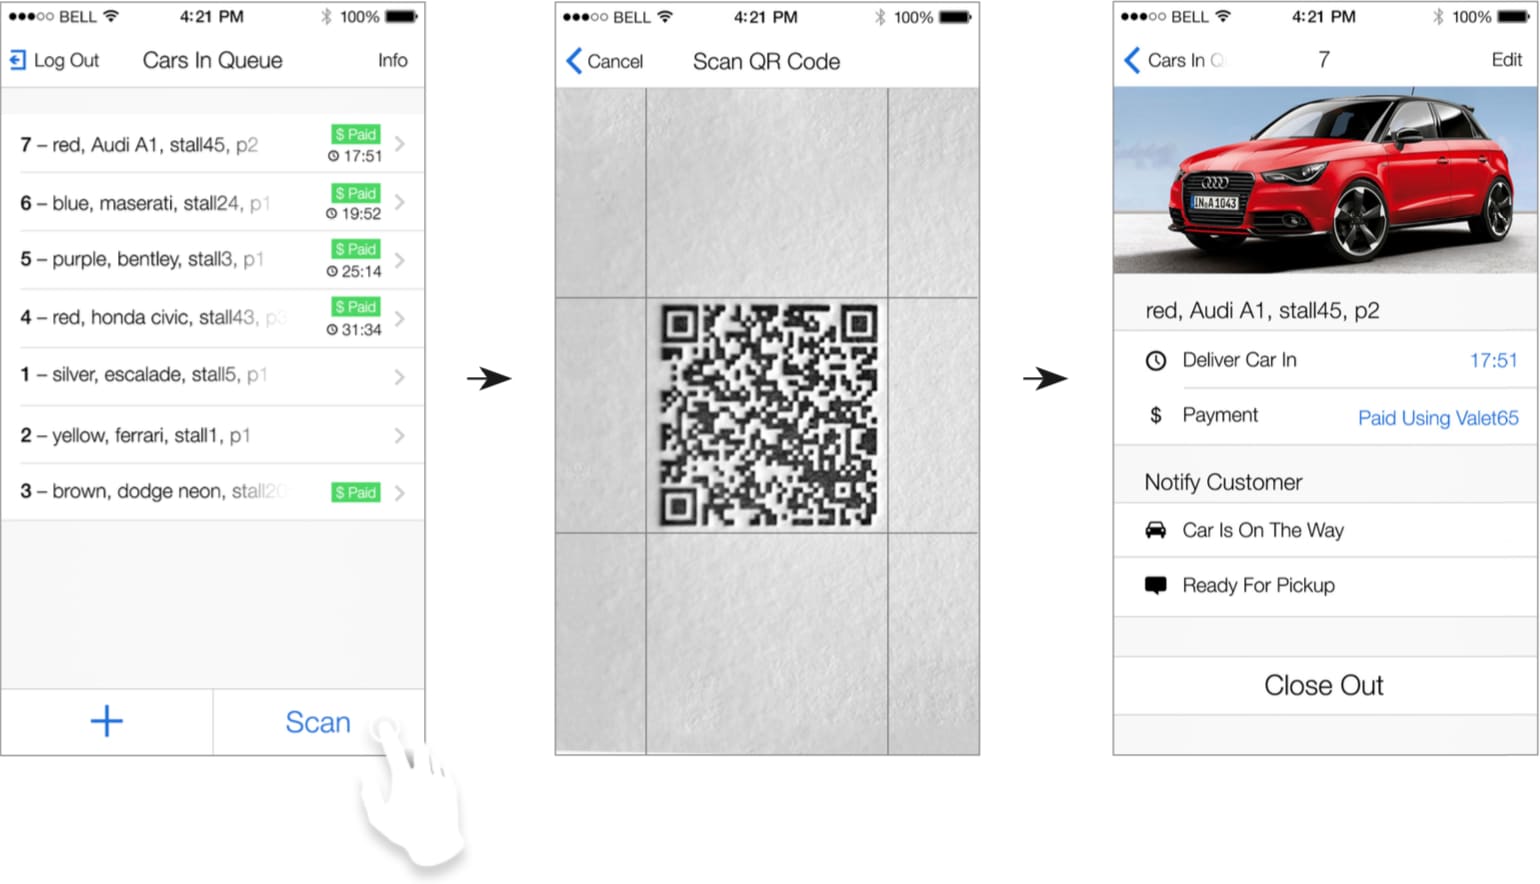 BELL 4:21 PM 100%
Log Out Cars In Queue Info
7 – red, Audi A1, stall45, p2 $ Paid
17:51
6 – blue, maserati, stall24, p1 $ Paid
19:52
5 – purple, bentley, stall3, p1 $ Paid
25:14
4 – red, honda civic, stall43, p3 $ Paid
31:34
1 – silver, escalade, stall5, p1
2 – yellow, ferrari, stall1, p1
3 – brown, dodge neon, stall20 $ Paid
+ Scan
BELL 4:21 PM 100%
Cancel Scan QR Code
BELL 4:21 PM 100%
Cars In Q 7 Edit
IN A 1043
red, Audi A1, stall45, p2
Deliver Car In 17:51
$ Payment Paid Using Valet65
Notify Customer
Car Is On The Way
Ready For Pickup
Close Out